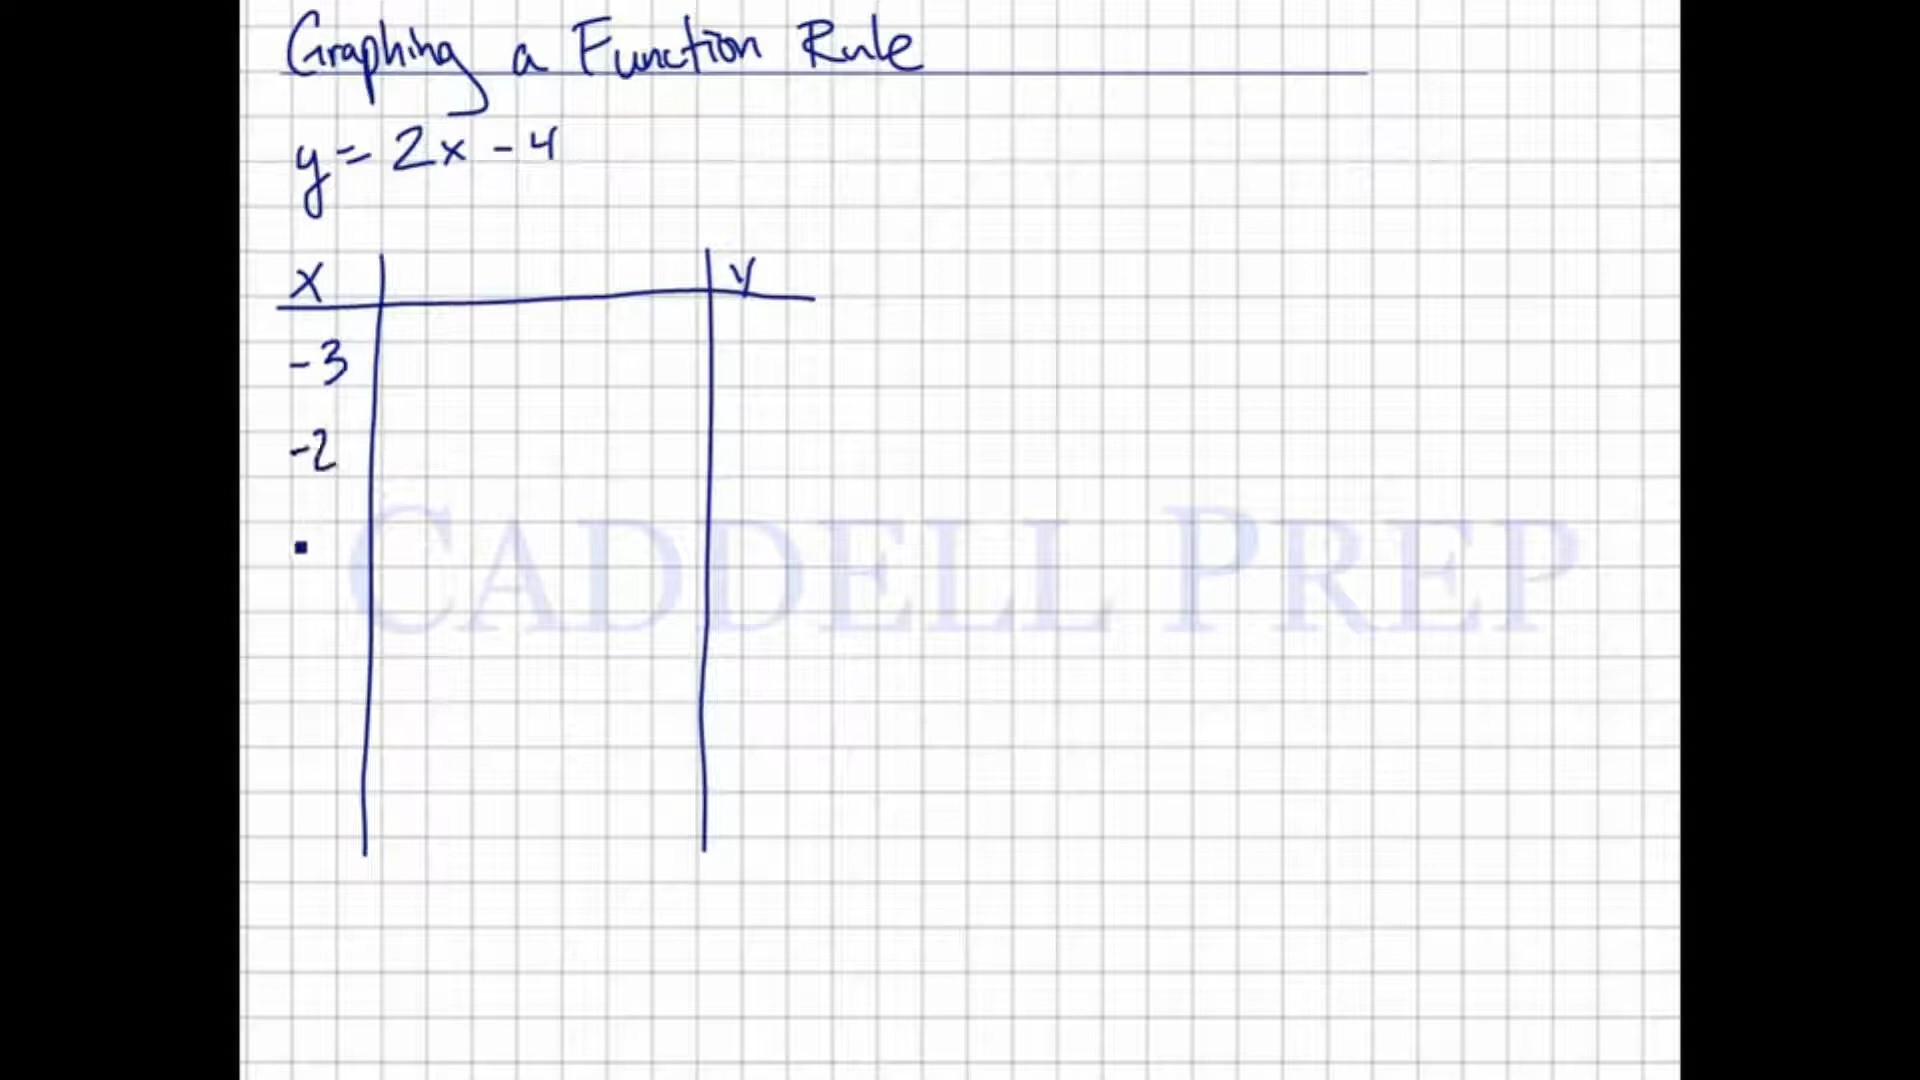 Graphing a Function Rule
y = 2x - 4
x y
-3
-2
CADDELL PREP